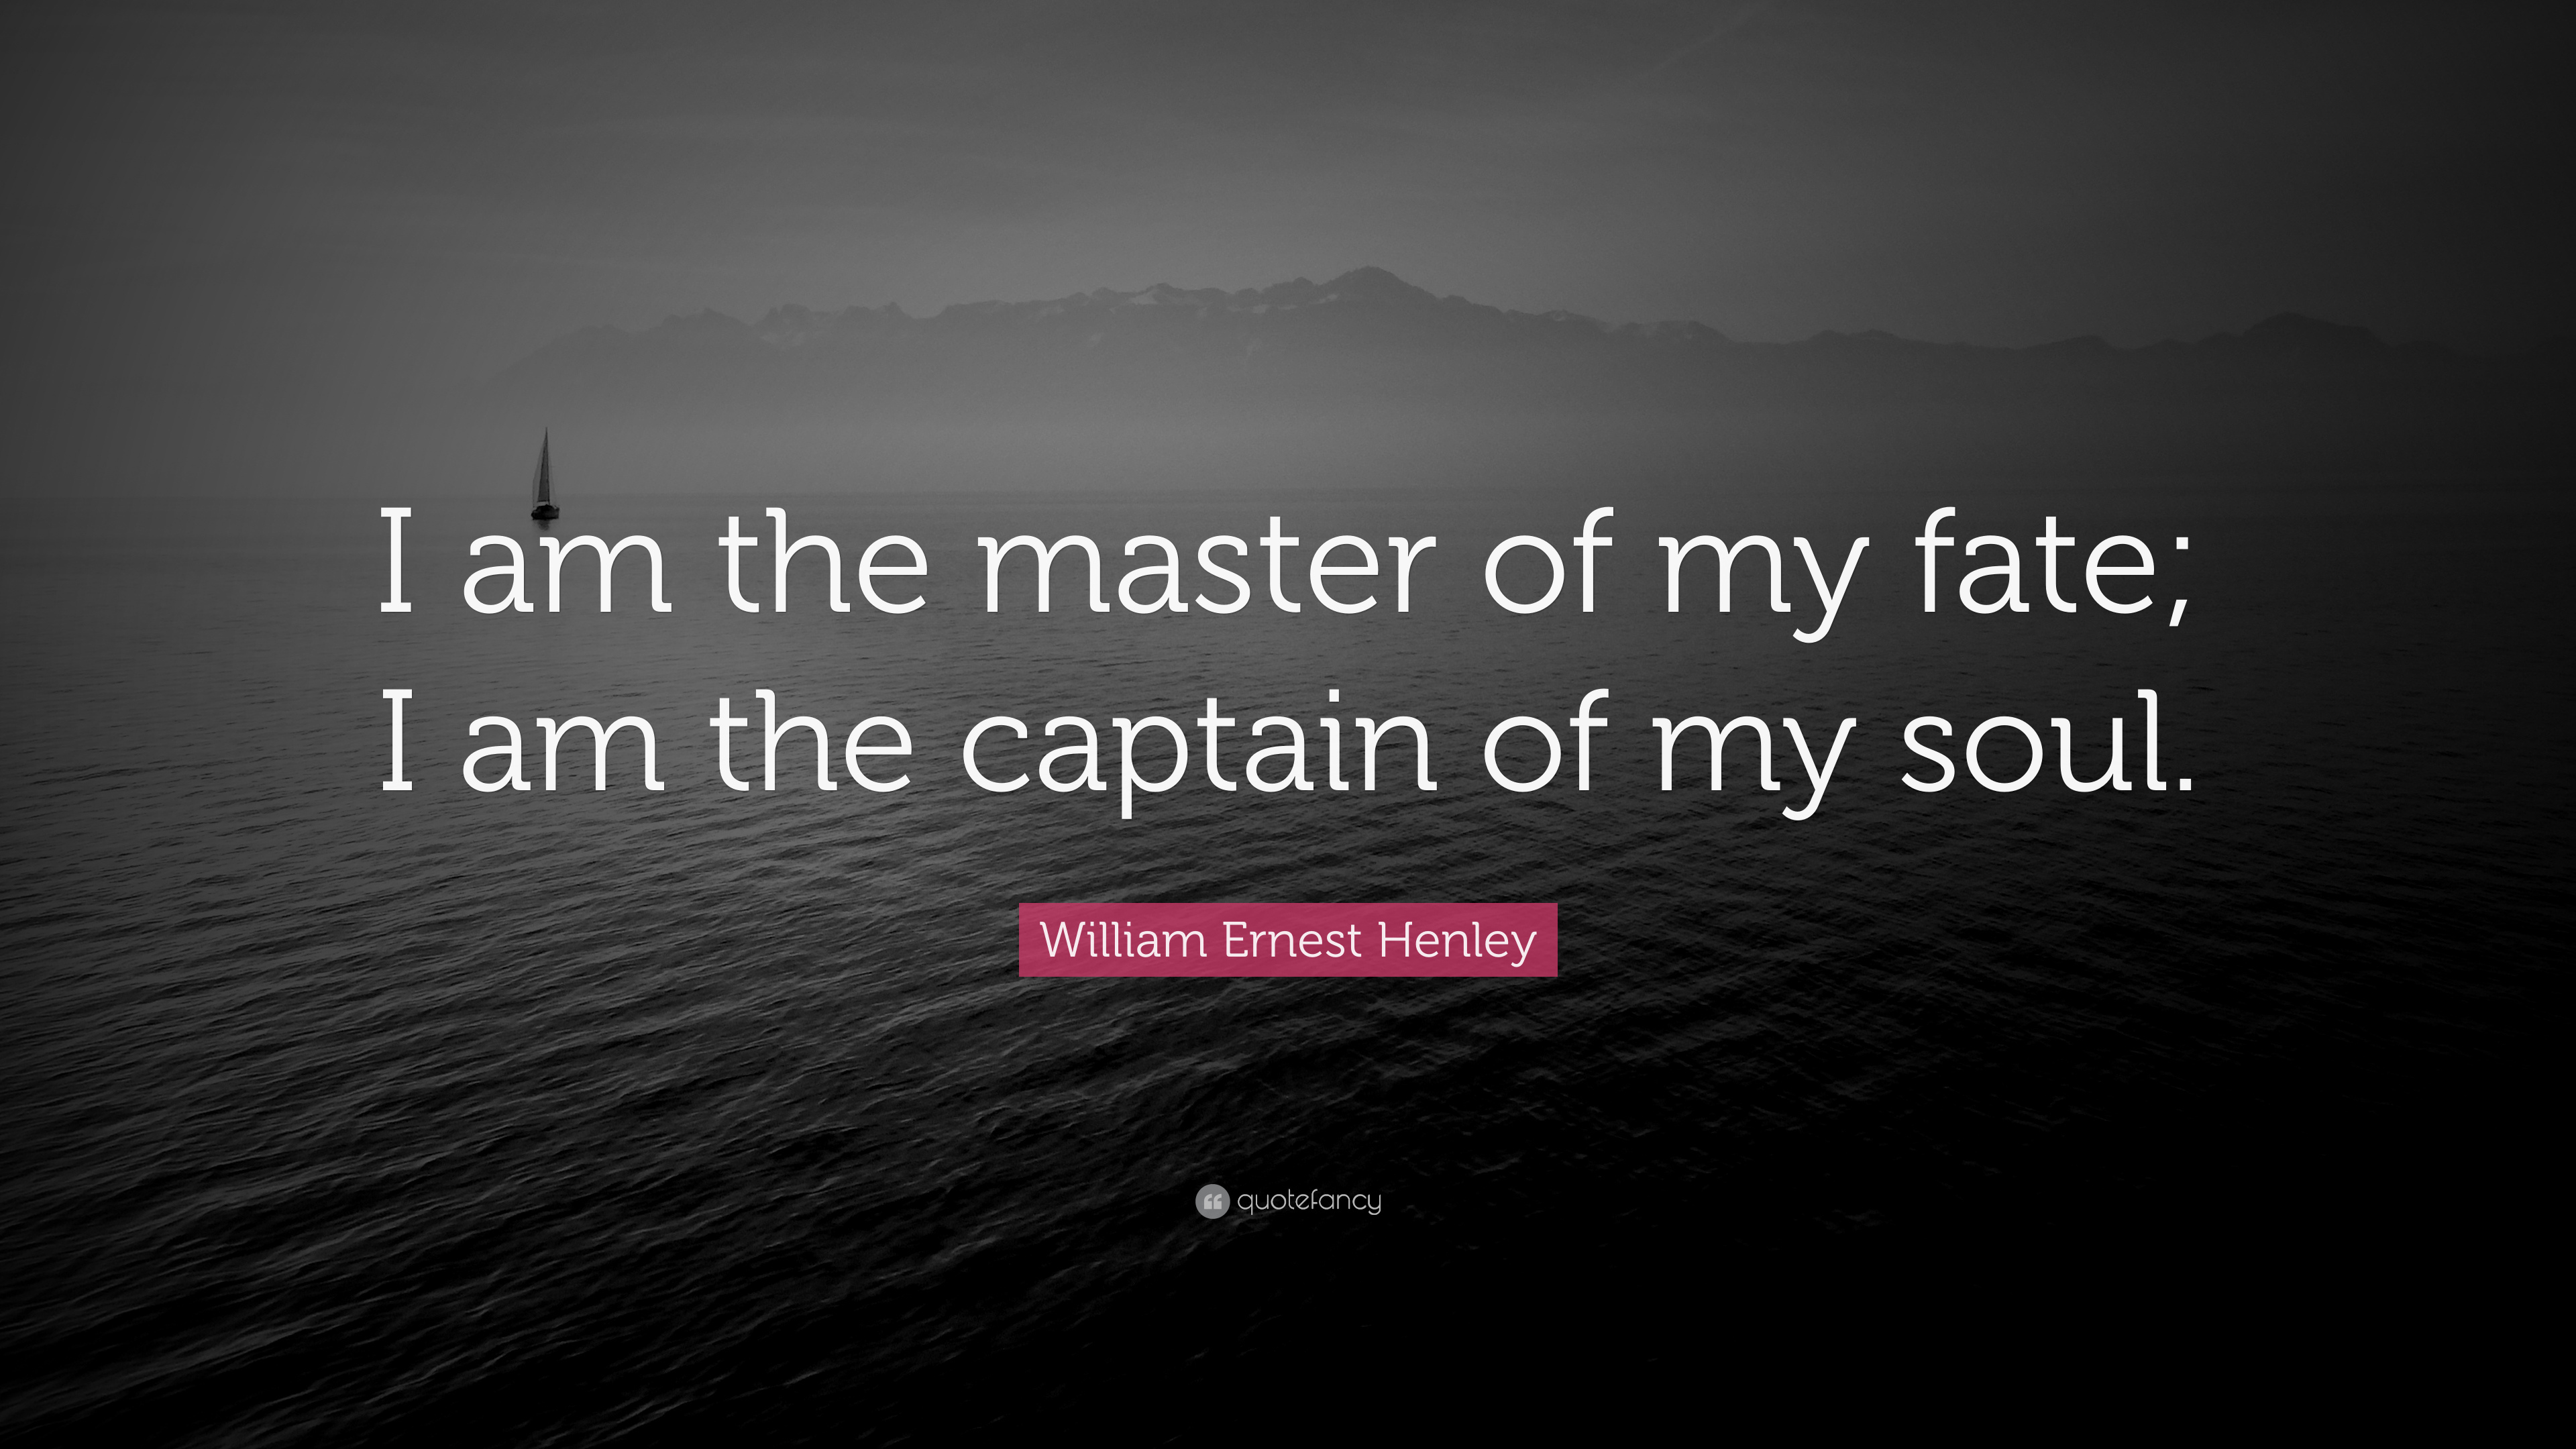 I am the master of my fate;
I am the captain of my soul.
William Ernest Henley
quotefancy